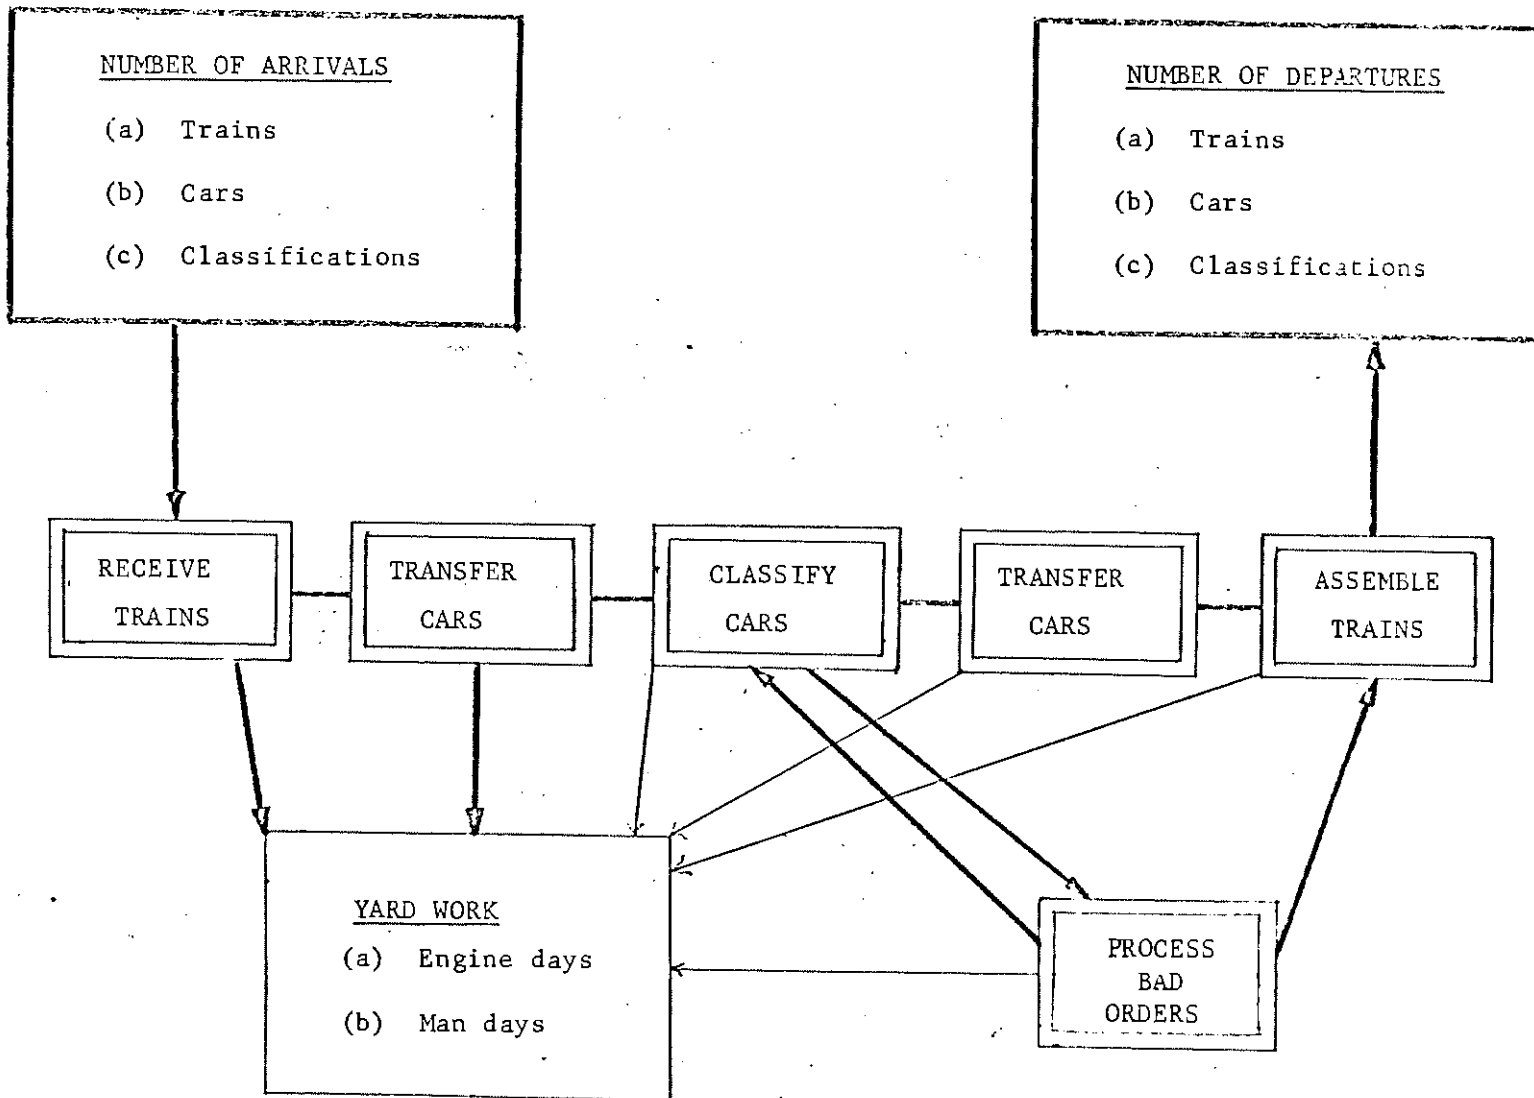 NUMBER OF ARRIVALS
(a) Trains
(b) Cars
(c) Classifications
NUMBER OF DEPARTURES
(a) Trains
(b) Cars
(c) Classifications
RECEIVE
TRAINS
TRANSFER
CARS
CLASSIFY
CARS
TRANSFER
CARS
ASSEMBLE
TRAINS
YARD WORK
(a) Engine days
(b) Man days
PROCESS
BAD
ORDERS